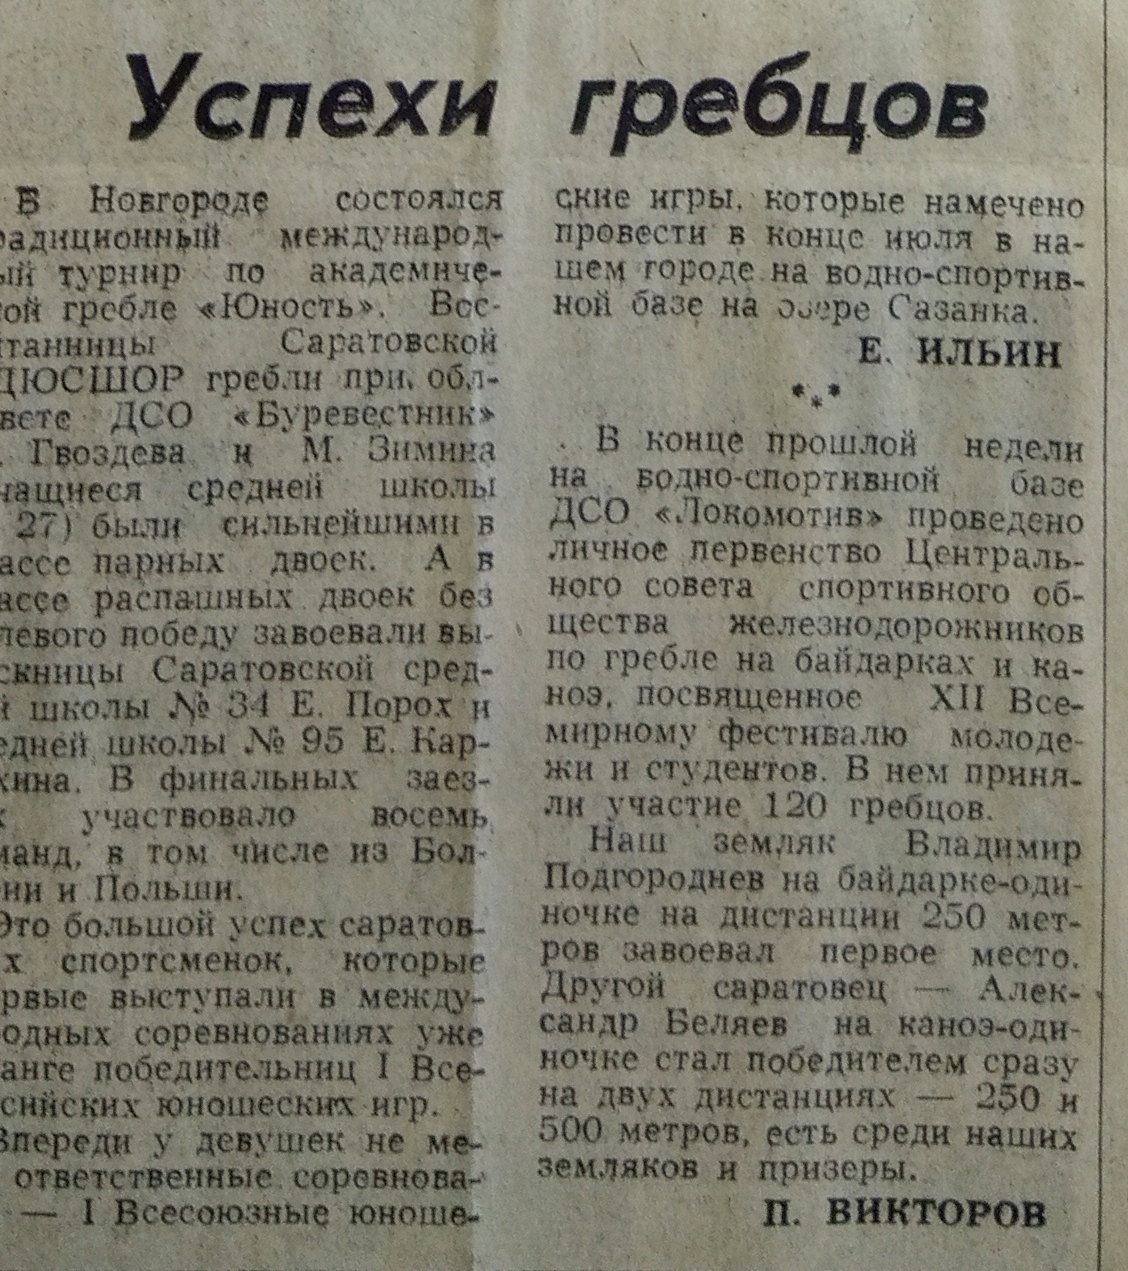 Успехи гребцов
В Новгороде состоялся
радиционный международ-
ый турнир по академиче-
ой гребле «Юность». Вос-
итанницы Саратовской
ДЮСШОР гребли при обл-
вете ДСО «Буревестник»
. Гвоздева и М. Зимина
чащиеся средней школы
27) были сильнейшими в
ассе парных двоек. А в
ассе распашных двоек без
левого победу завоевали вы-
скницы Саратовской сред-
й школы № 34 Е. Порох и
едней школы № 95 Е. Кар-
кина. В финальных заез-
х участвовало восемь
манд, в том числе из Бол-
рии и Польши.
Это большой успех саратов-
х спортсменок, которые
рвые выступали в между-
одных соревнованиях уже
анге победительниц I Все-
сийских юношеских игр.
Впереди у девушек не ме-
ответственные соревнова-
— I Всесоюзные юноше-
ские игры, которые намечено
провести в конце июля в на-
шем городе на водно-спортив-
ной базе на озере Сазанка.
Е. ИЛЬИН
***
В конце прошлой недели
на водно-спортивной базе
ДСО «Локомотив» проведено
личное первенство Централь-
ного совета спортивного об-
щества железнодорожников
по гребле на байдарках и ка-
ноэ, посвященное XII Все-
мирному фестивалю молоде-
жи и студентов. В нем приня-
ли участие 120 гребцов.
Наш земляк Владимир
Подгороднев на байдарке-оди-
ночке на дистанции 250 мет-
ров завоевал первое место.
Другой саратовец — Алек-
сандр Беляев на каноэ-оди-
ночке стал победителем сразу
на двух дистанциях — 250 и
500 метров, есть среди наших
земляков и призеры.
П. ВИКТОРОВ